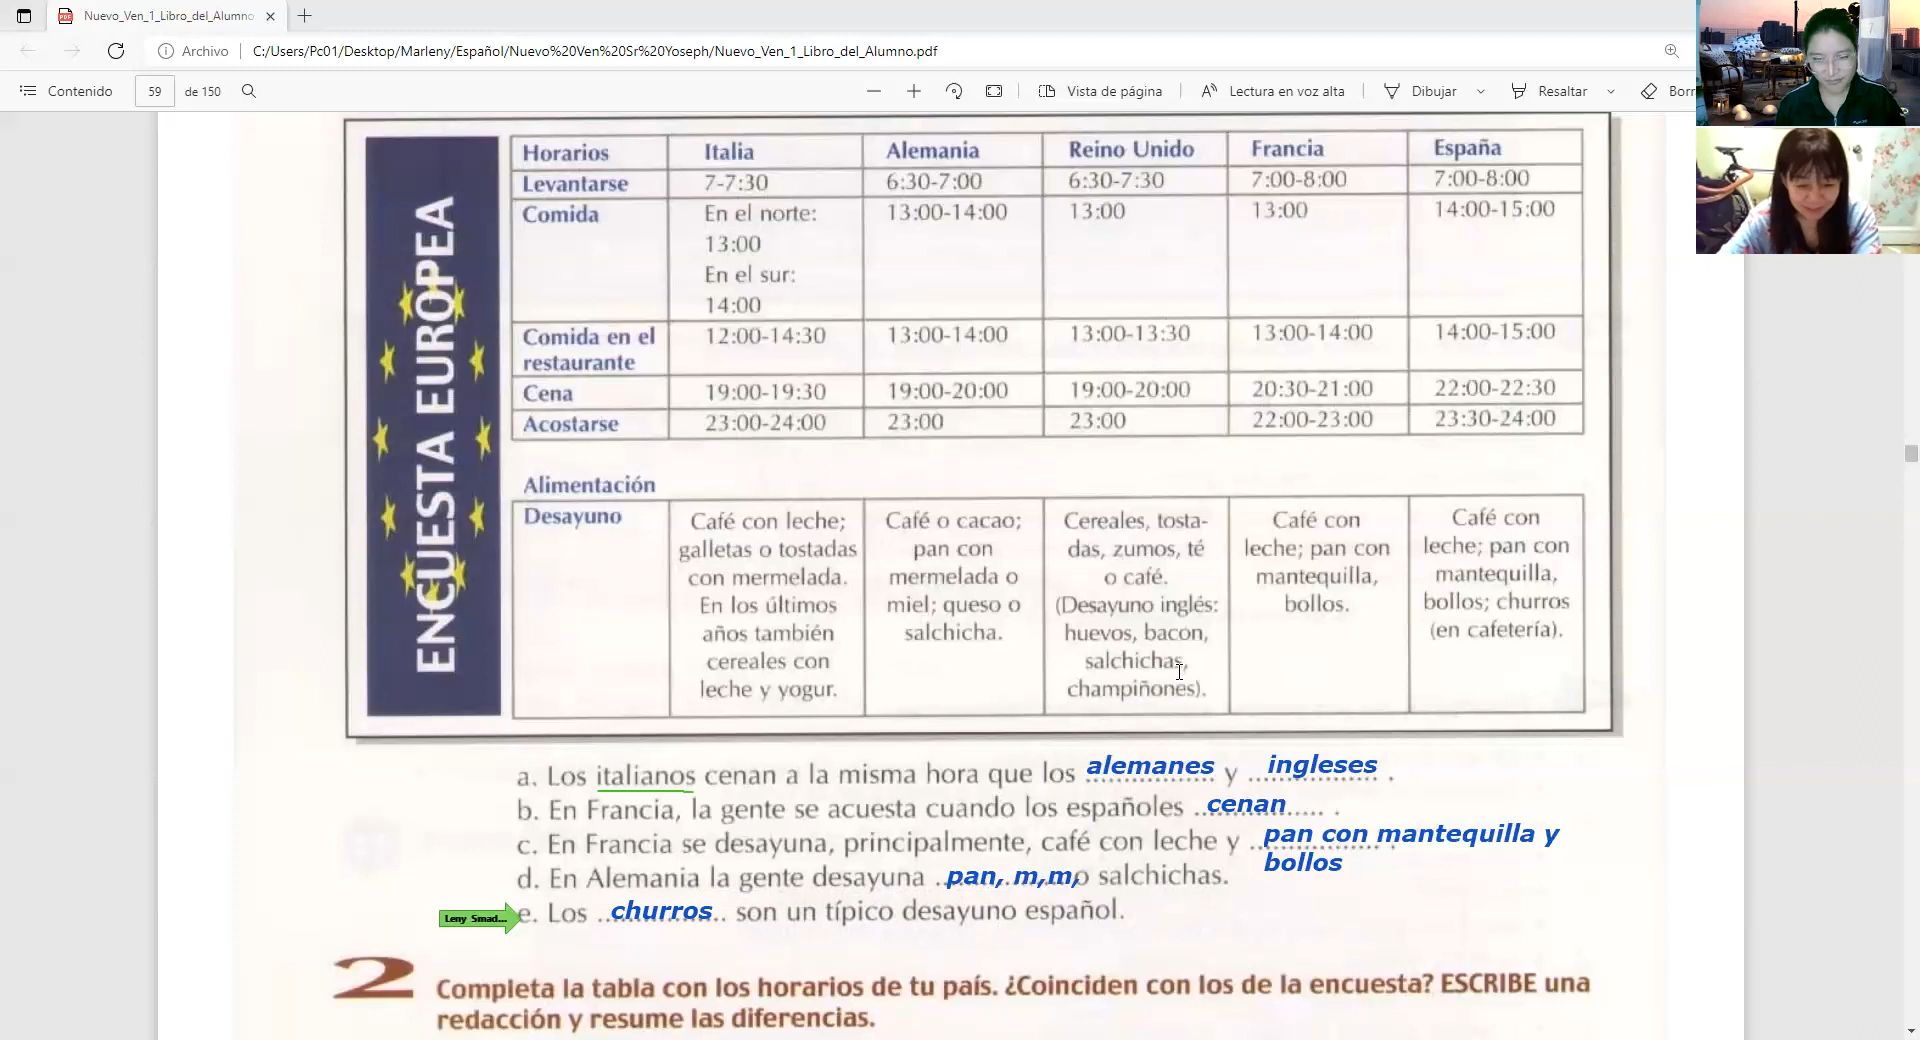 Nuevo_Ven_1_Libro_del_Alumno
Archivo C:/Users/Pc01/Desktop/Marleny/Español/Nuevo%20Ven%20Sr%20Yoseph/Nuevo_Ven_1_Libro_del_Alumno.pdf
Contenido 59 de 150 Vista de página Lectura en voz alta Dibujar Resaltar Borr
ENCUESTA EUROPEA
Horarios Italia Alemania Reino Unido Francia España
Levantarse 7-7:30 6:30-7:00 6:30-7:30 7:00-8:00 7:00-8:00
Comida En el norte: 13:00-14:00 13:00 13:00 14:00-15:00
13:00
En el sur:
14:00
Comida en el 12:00-14:30 13:00-14:00 13:00-13:30 13:00-14:00 14:00-15:00
restaurante
Cena 19:00-19:30 19:00-20:00 19:00-20:00 20:30-21:00 22:00-22:30
Acostarse 23:00-24:00 23:00 23:00 22:00-23:00 23:30-24:00
Alimentación
Desayuno
Café con leche;
galletas o tostadas
con mermelada.
En los últimos
años también
cereales con
leche y yogur.
Café o cacao;
pan con
mermelada o
miel; queso o
salchicha.
Cereales, tosta-
das, zumos, té
o café.
(Desayuno inglés:
huevos, bacon,
salchichas,
champiñones).
Café con
leche; pan con
mantequilla,
bollos.
Café con
leche; pan con
mantequilla,
bollos; churros
(en cafetería).
a. Los italianos cenan a la misma hora que los alemanes y ingleses .
b. En Francia, la gente se acuesta cuando los españoles cenan .
c. En Francia se desayuna, principalmente, café con leche y pan con mantequilla y
bollos
d. En Alemania la gente desayuna pan, m,m, o salchichas.
Leny Smad... e. Los churros son un típico desayuno español.
2 Completa la tabla con los horarios de tu país. ¿Coinciden con los de la encuesta? ESCRIBE una
redacción y resume las diferencias.